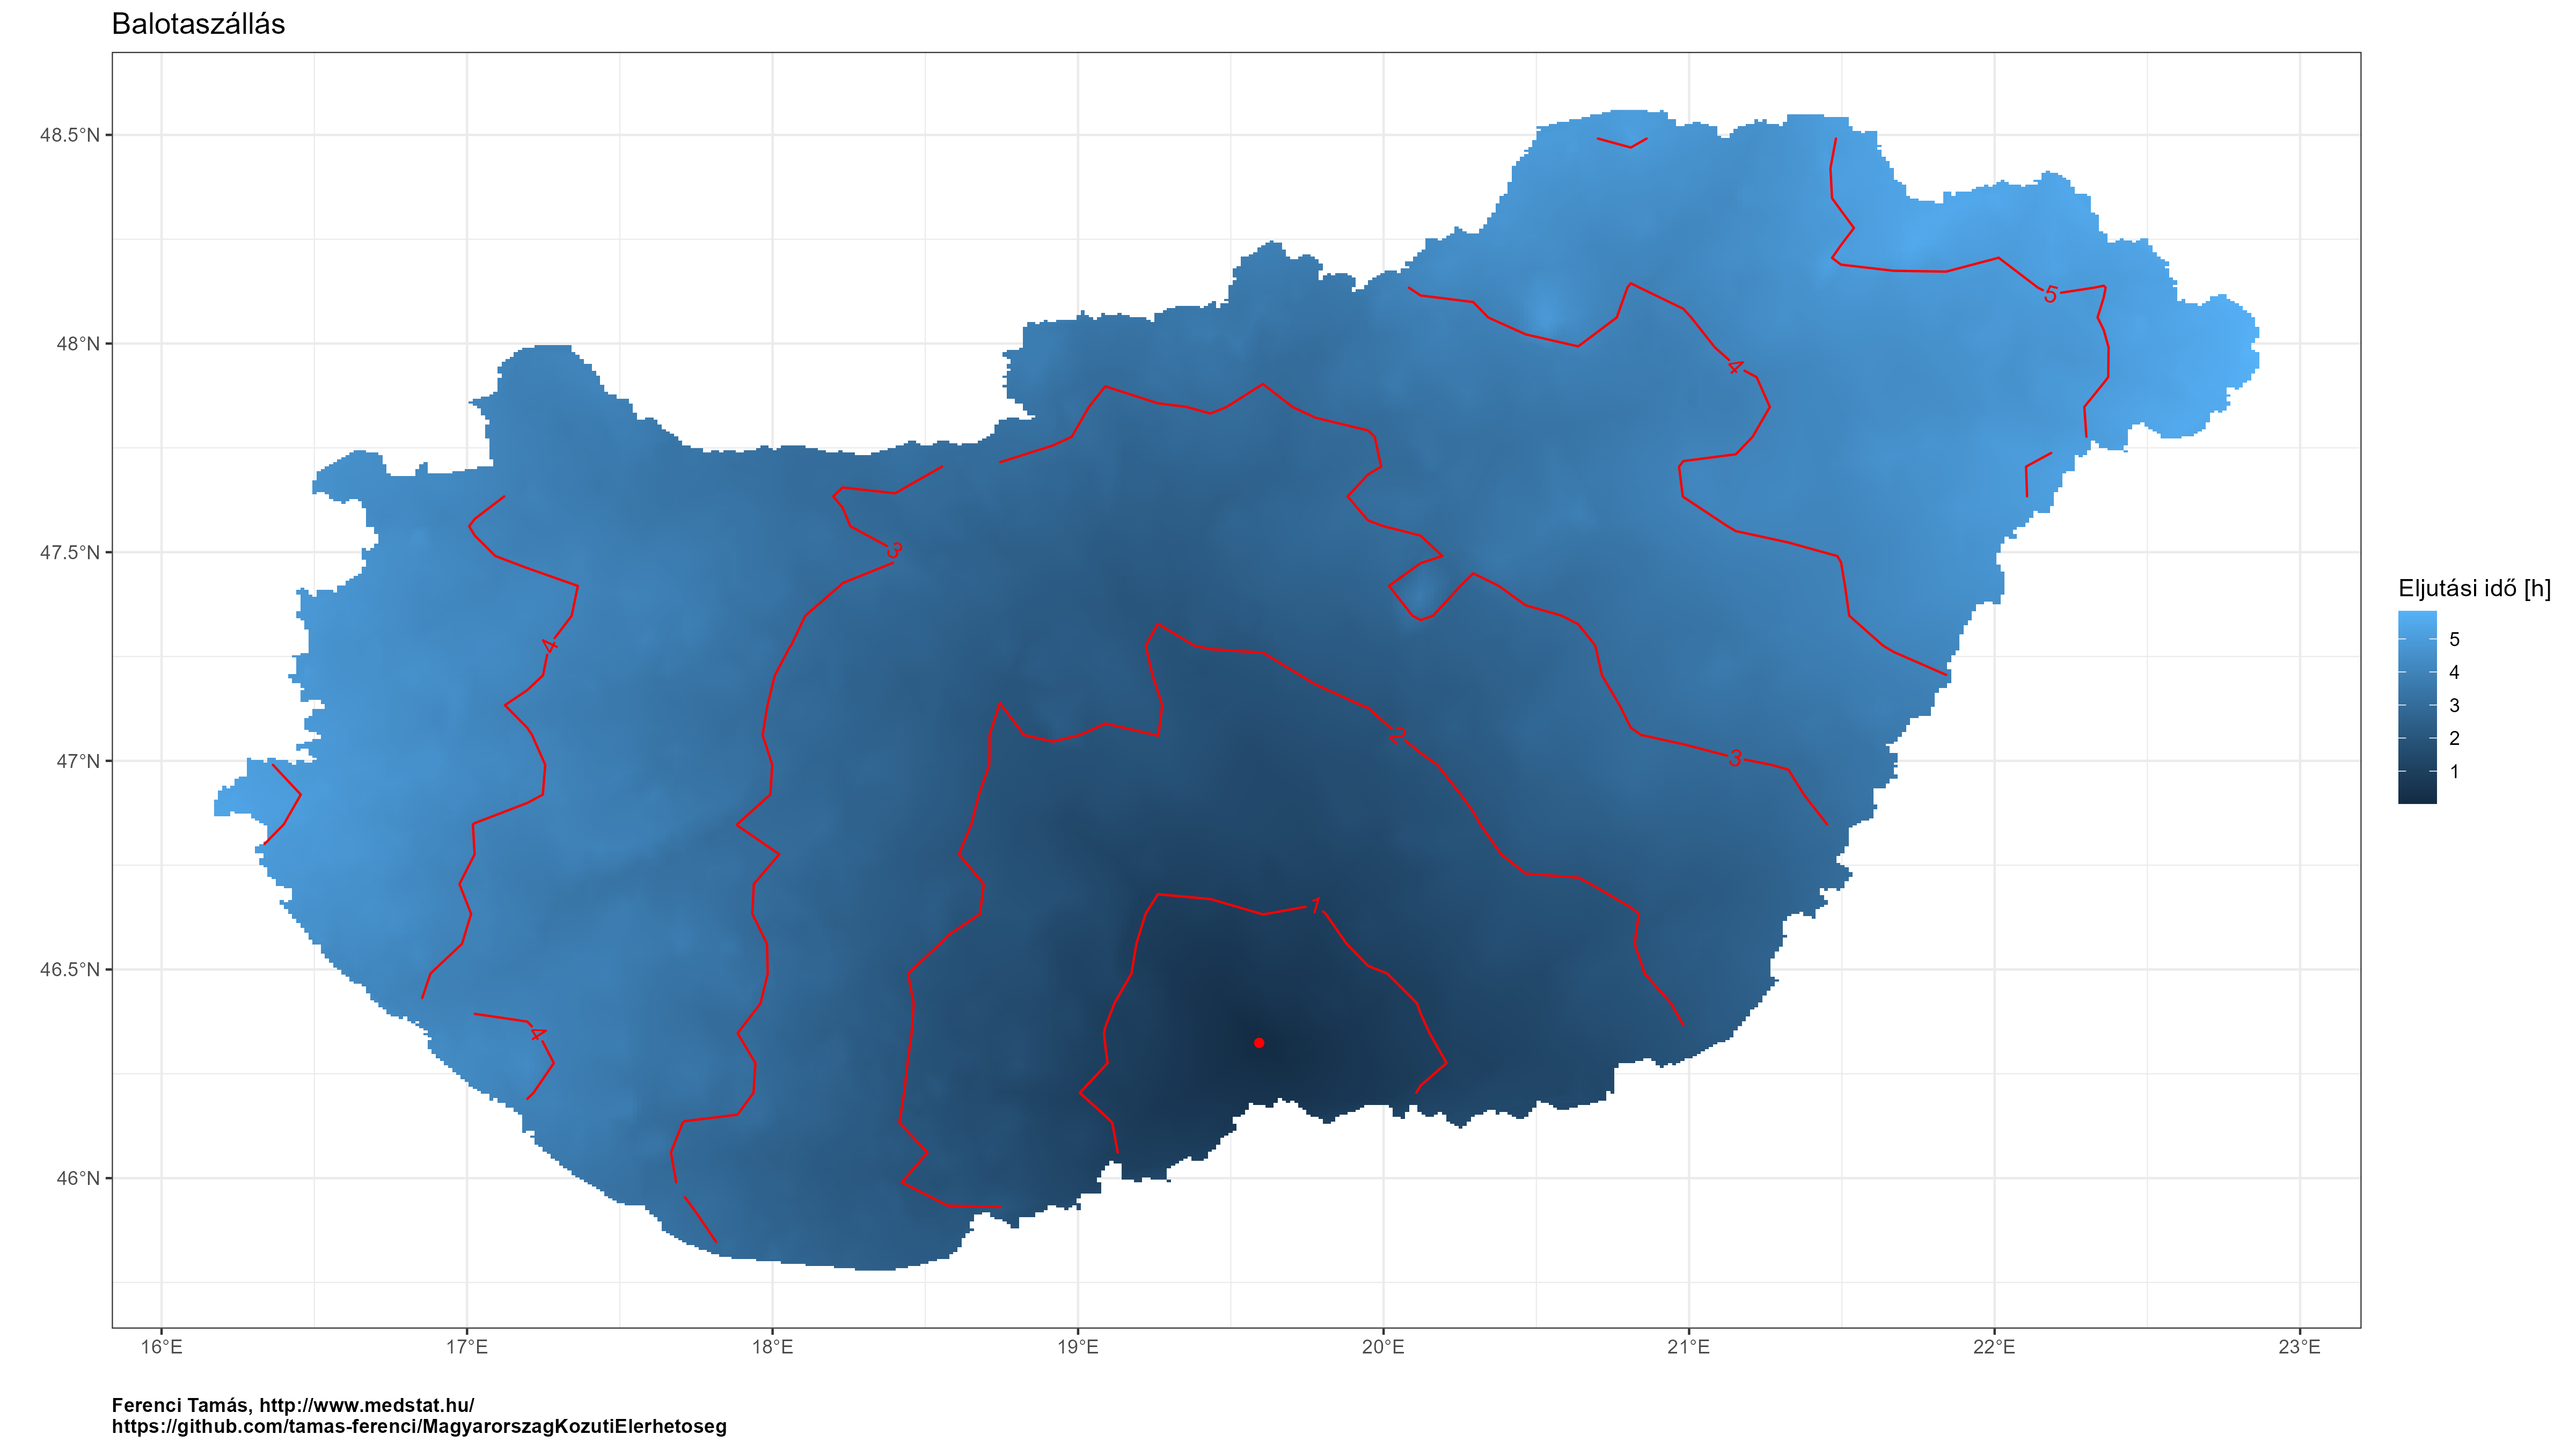 Balotaszállás
48.5°N
48°N
47.5°N
47°N
46.5°N
46°N
16°E 17°E 18°E 19°E 20°E 21°E 22°E 23°E
5
4
4
3
4
2
3
1
4
Eljutási idő [h]
5
4
3
2
1
Ferenci Tamás, http://www.medstat.hu/
https://github.com/tamas-ferenci/MagyarorszagKozutiElerhetoseg